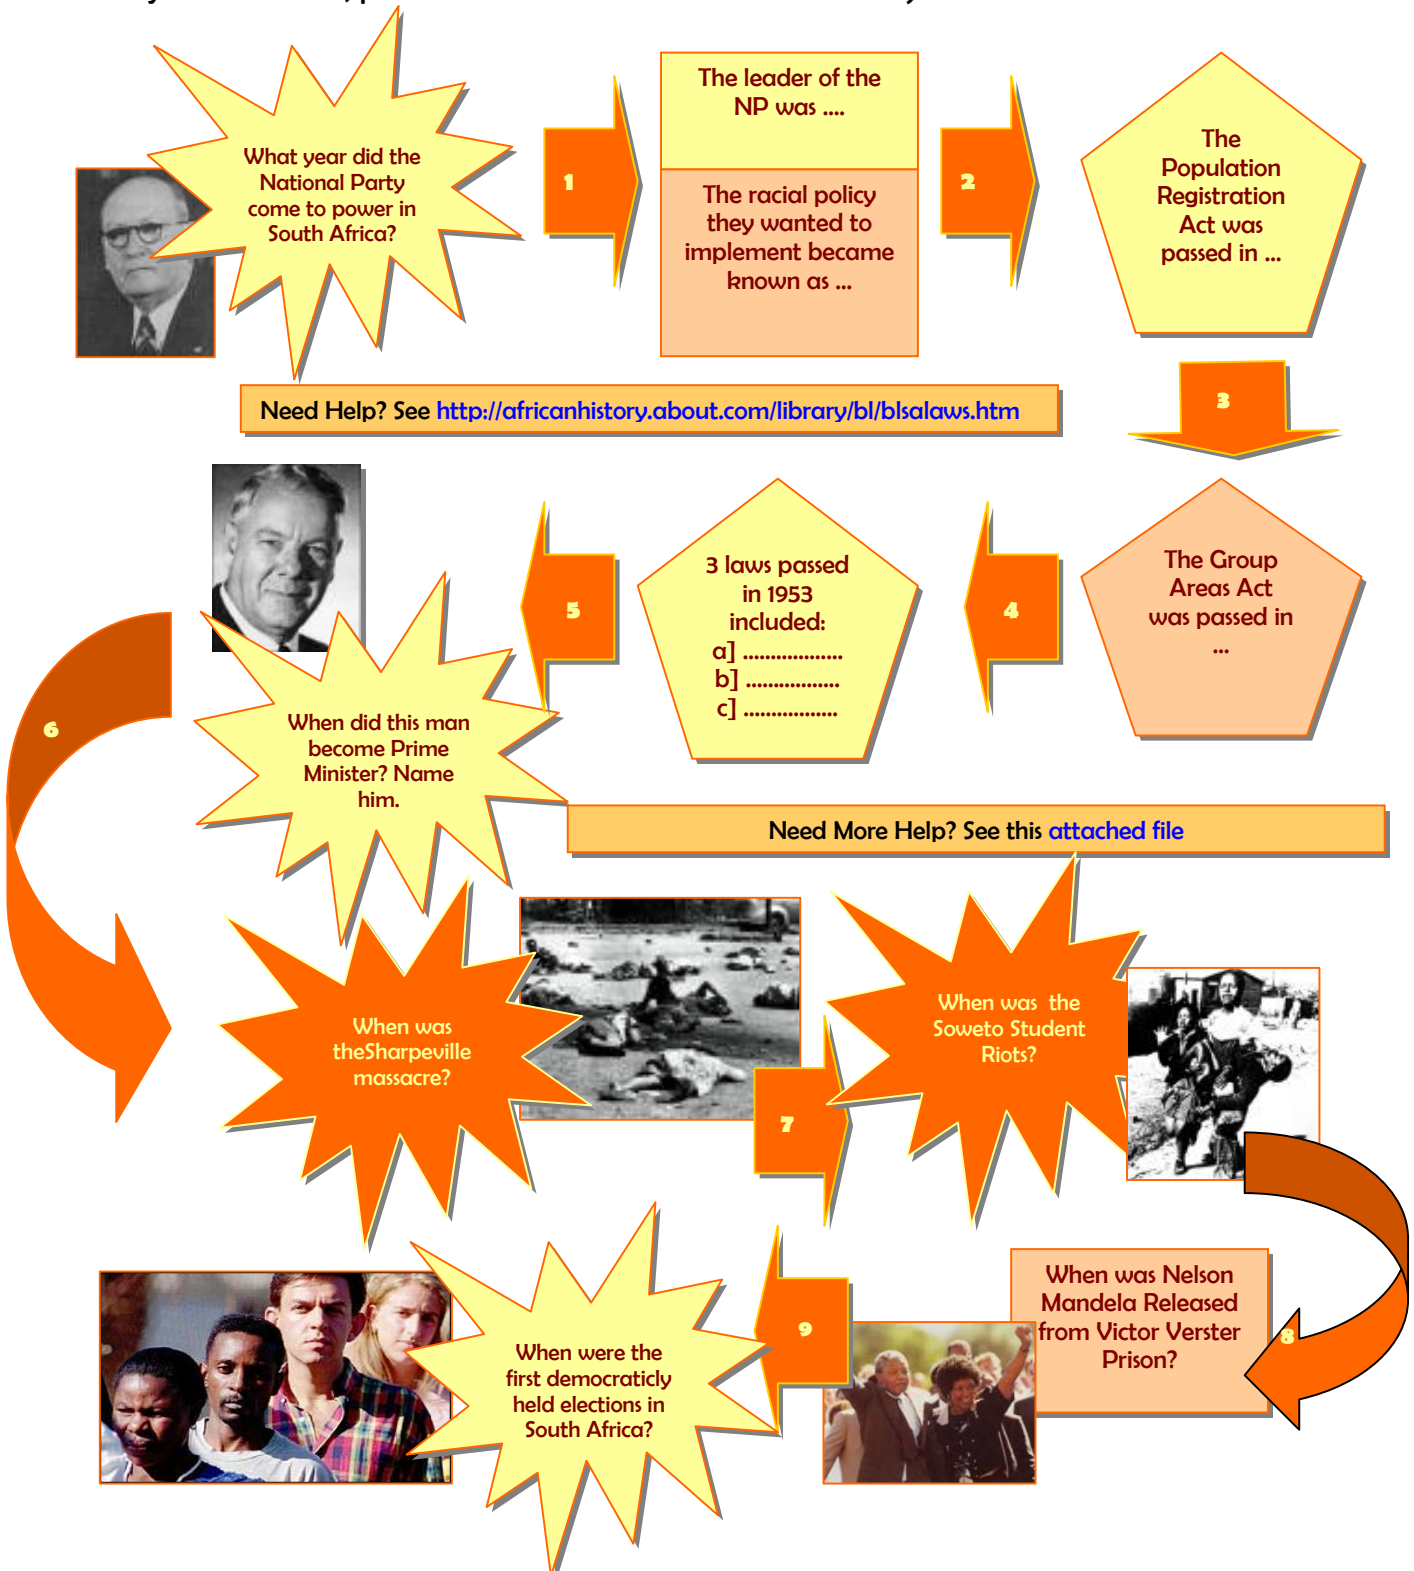 What year did the
National Party
come to power in
South Africa?
1
The leader of the
NP was ....
The racial policy
they wanted to
implement became
known as ...
2
The
Population
Registration
Act was
passed in ...
3
Need Help? See http://africanhistory.about.com/library/bl/blsalaws.htm
The Group
Areas Act
was passed in
...
4
3 laws passed
in 1953
included:
a] ..................
b] .................
c] .................
5
When did this man
become Prime
Minister? Name
him.
6
Need More Help? See this attached file
When was
theSharpeville
massacre?
7
When was the
Soweto Student
Riots?
8
When was Nelson
Mandela Released
from Victor Verster
Prison?
9
When were the
first democraticly
held elections in
South Africa?